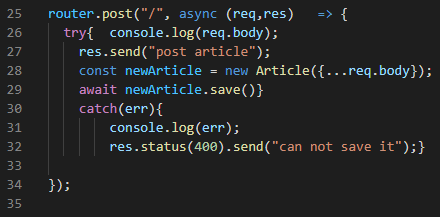 25 router.post("/", async (req,res)   => {
26   try{  console.log(req.body);
27     res.send("post article");
28     const newArticle = new Article({...req.body});
29     await newArticle.save()}
30     catch(err){
31         console.log(err);
32         res.status(400).send("can not save it");}
33
34 });
35